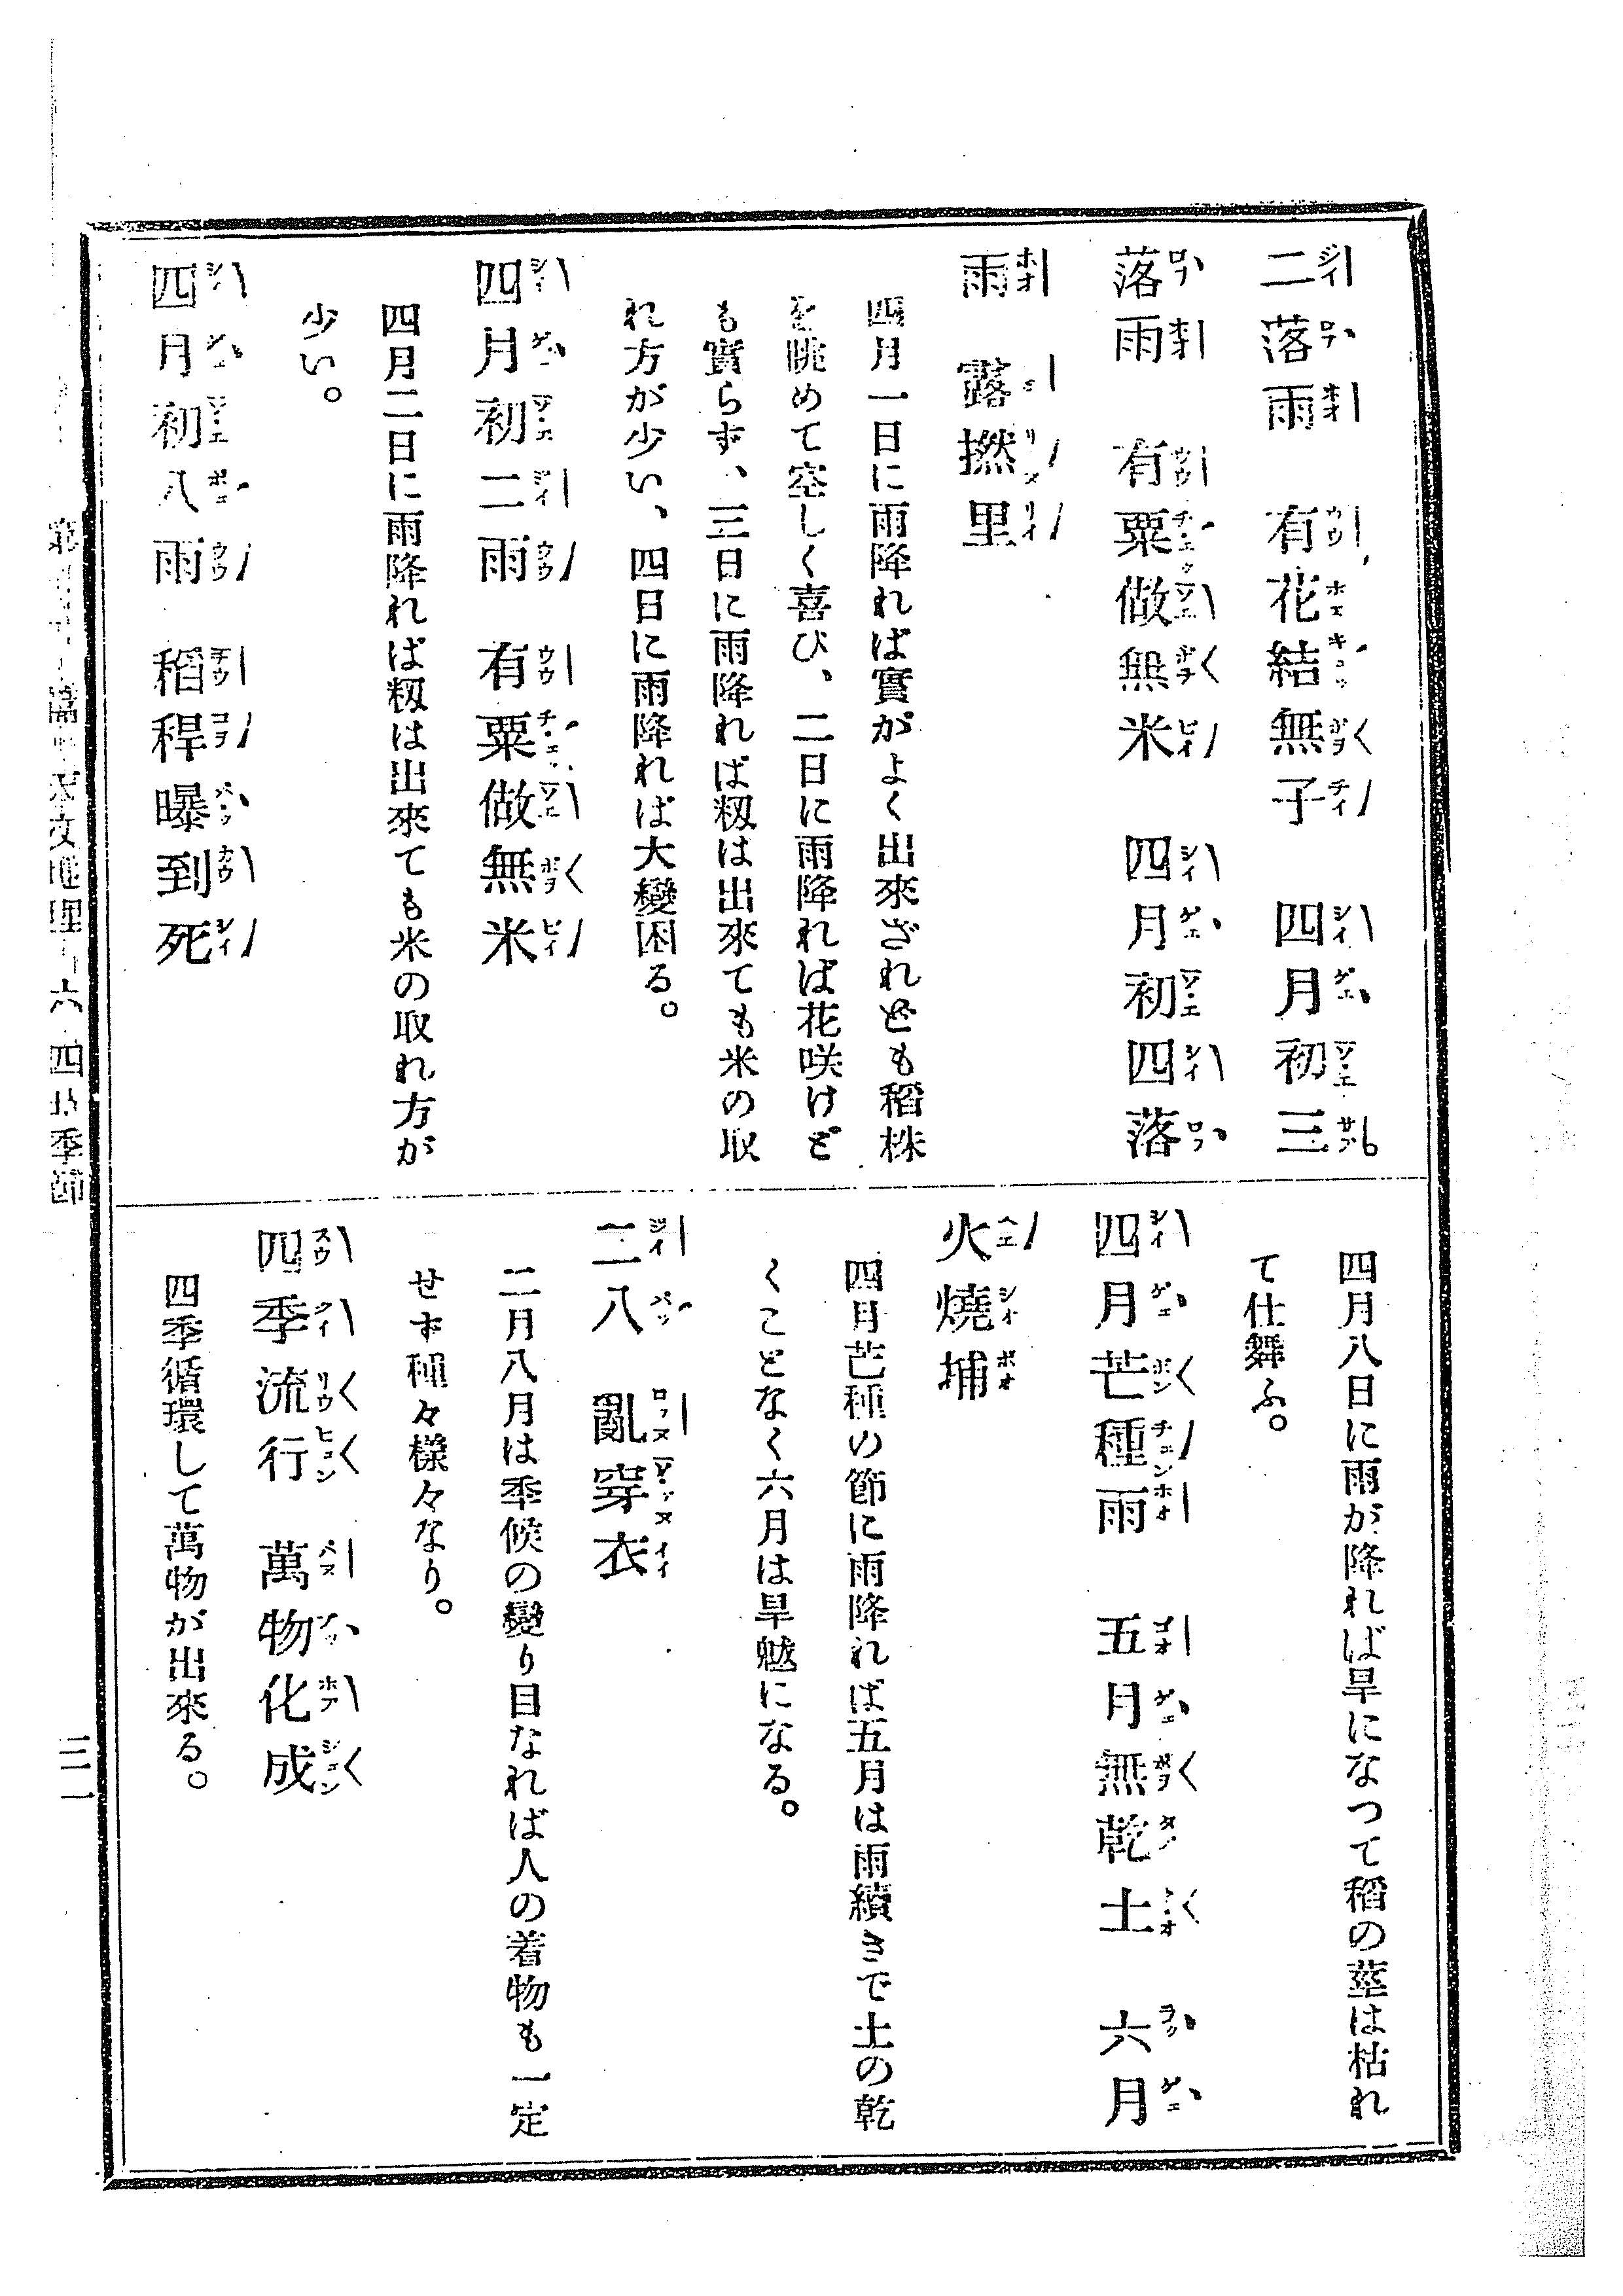 二落雨　有花結無子　四月初三
落雨　有粟做無米　四月初四落
雨　露撚里
四月一日に雨降れば實がよく出來ざれども稻株
を眺めて空しく喜び、二日に雨降れば花咲けど
も實らず、三日に雨降れば籾は出來ても米の取
れ方が少い、四日に雨降れば大變困る。
四月初二雨　有粟做無米
四月二日に雨降れば籾は出來ても米の取れ方が
少い。
四月初八雨　稻稈曝到死
四月八日に雨が降れば旱になつて稻の莖は枯れ
て仕舞ふ。
四月芒種雨　五月無乾土　六月
火燒埔
四月芒種の節に雨降れば五月は雨續きで土の乾
くことなく六月は旱魃になる。
二八　亂穿衣
二月八月は季候の變り目なれば人の着物も一定
せず種々樣々なり。
四季流行　萬物化成
四季循環して萬物が出來る。
天文地理 六 四季季節
三一